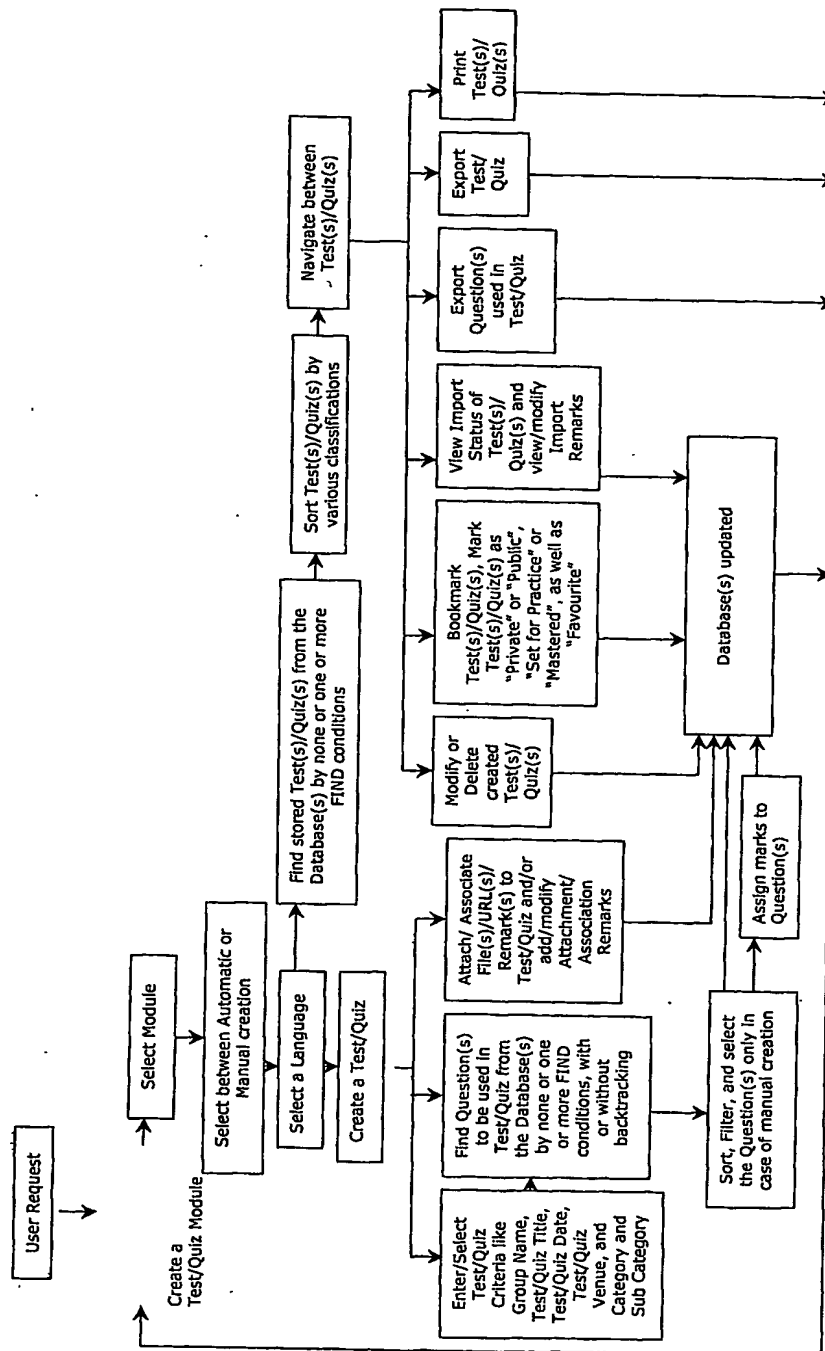 User Request
Create a
Test/Quiz Module
Select Module
Select between Automatic or
Manual creation
Select a Language
Create a Test/Quiz
Find stored Test(s)/Quiz(s) from the
Database(s) by none or one or more
FIND conditions
Sort Test(s)/Quiz(s) by
various classifications
Navigate between
Test(s)/Quiz(s)
Enter/Select
Test/Quiz
Criteria like
Group Name,
Test/Quiz Title,
Test/Quiz Date,
Test/Quiz
Venue, and
Category and
Sub Category
Find Question(s)
to be used in
Test/Quiz from
the Database(s)
by none or one
or more FIND
conditions, with
or without
backtracking
Attach/ Associate
File(s)/URL(s)/
Remark(s) to
Test/Quiz and/or
add/modify
Attachment/
Association
Remarks
Modify or
Delete
created
Test(s)/
Quiz(s)
Bookmark
Test(s)/Quiz(s), Mark
Test(s)/Quiz(s) as
"Private" or "Public",
"Set for Practice" or
"Mastered", as well as
"Favourite"
View Import
Status of
Test(s)/
Quiz(s) and
view/modify
Import
Remarks
Export
Question(s)
used in
Test/Quiz
Export
Test/
Quiz
Print
Test(s)/
Quiz(s)
Sort, Filter, and select
the Question(s) only in
case of manual creation
Assign marks to
Question(s)
Database(s) updated